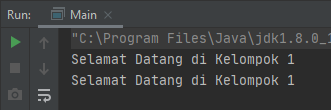 Run: Main
"C:\Program Files\Java\jdk1.8.0_1
Selamat Datang di Kelompok 1
Selamat Datang di Kelompok 1